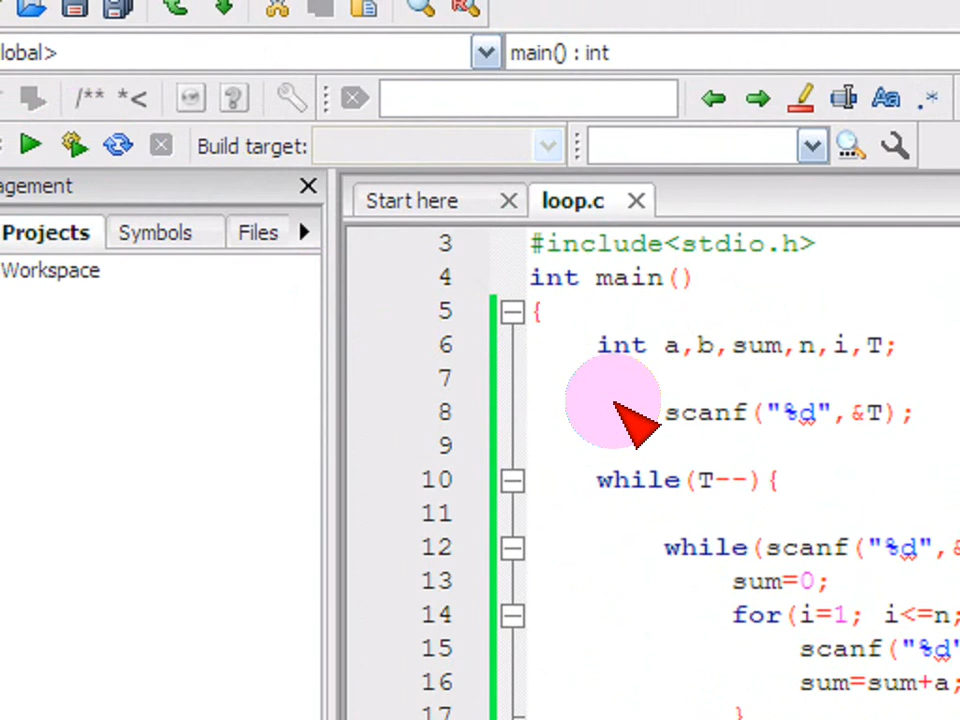 lobal>
main() : int
/** *<
Aa
.*
Build target:
agement
Projects
Symbols
Files
Workspace
Start here
loop.c
3 #include<stdio.h>
4 int main()
5 {
6 int a,b,sum,n,i,T;
7
8 scanf("%d",&T);
9
10 while(T--){
11
12 while(scanf("%d",&
13 sum=0;
14 for(i=1; i<=n;
15 scanf("%d"
16 sum=sum+a;
17 }